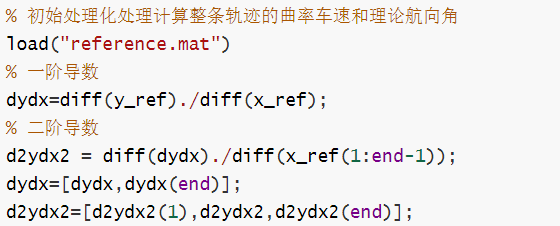 % 初始处理化处理计算整条轨迹的曲率车速和理论航向角
load("reference.mat")
% 一阶导数
dydx=diff(y_ref)./diff(x_ref);
% 二阶导数
d2ydx2 = diff(dydx)./diff(x_ref(1:end-1));
dydx=[dydx,dydx(end)];
d2ydx2=[d2ydx2(1),d2ydx2,d2ydx2(end)];